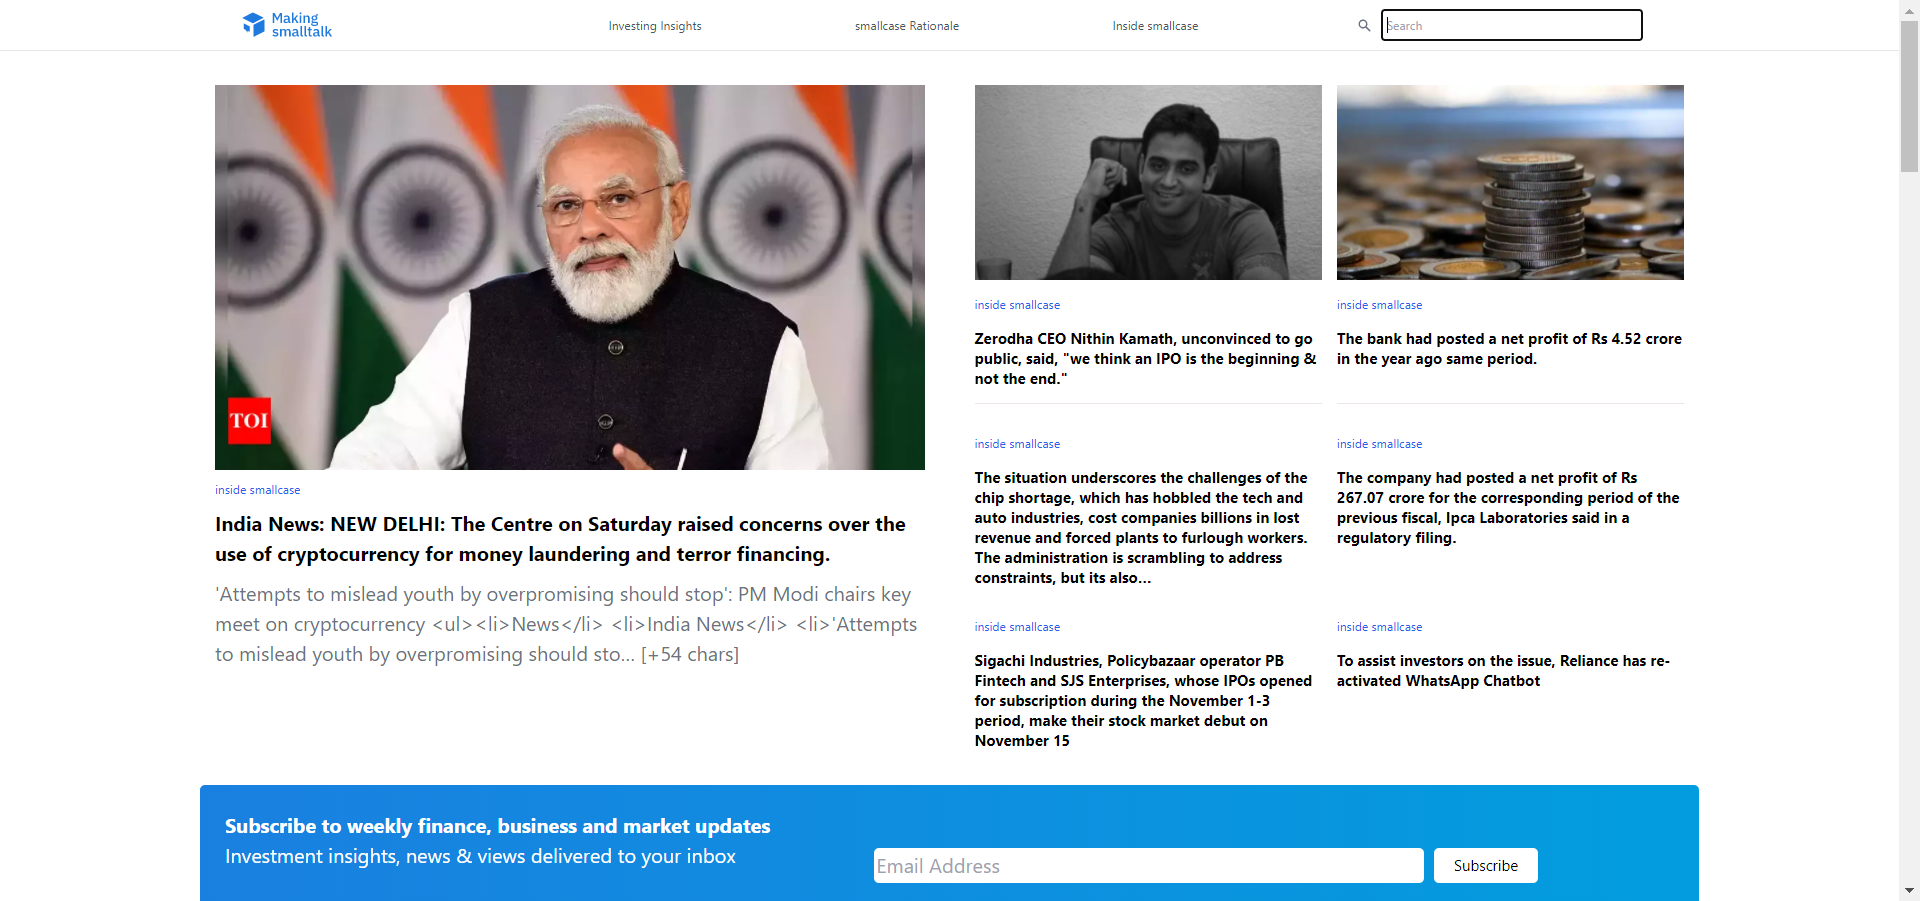 Making
smalltalk
Investing Insights
smallcase Rationale
Inside smallcase
Search
TOI
inside smallcase
India News: NEW DELHI: The Centre on Saturday raised concerns over the
use of cryptocurrency for money laundering and terror financing.
'Attempts to mislead youth by overpromising should stop': PM Modi chairs key
meet on cryptocurrency <ul><li>News</li> <li>India News</li> <li>'Attempts
to mislead youth by overpromising should sto... [+54 chars]
inside smallcase
Zerodha CEO Nithin Kamath, unconvinced to go
public, said, "we think an IPO is the beginning &
not the end."
inside smallcase
The bank had posted a net profit of Rs 4.52 crore
in the year ago same period.
inside smallcase
The situation underscores the challenges of the
chip shortage, which has hobbled the tech and
auto industries, cost companies billions in lost
revenue and forced plants to furlough workers.
The administration is scrambling to address
constraints, but its also...
inside smallcase
The company had posted a net profit of Rs
267.07 crore for the corresponding period of the
previous fiscal, Ipca Laboratories said in a
regulatory filing.
inside smallcase
Sigachi Industries, Policybazaar operator PB
Fintech and SJS Enterprises, whose IPOs opened
for subscription during the November 1-3
period, make their stock market debut on
November 15
inside smallcase
To assist investors on the issue, Reliance has re-
activated WhatsApp Chatbot
Subscribe to weekly finance, business and market updates
Investment insights, news & views delivered to your inbox
Email Address
Subscribe